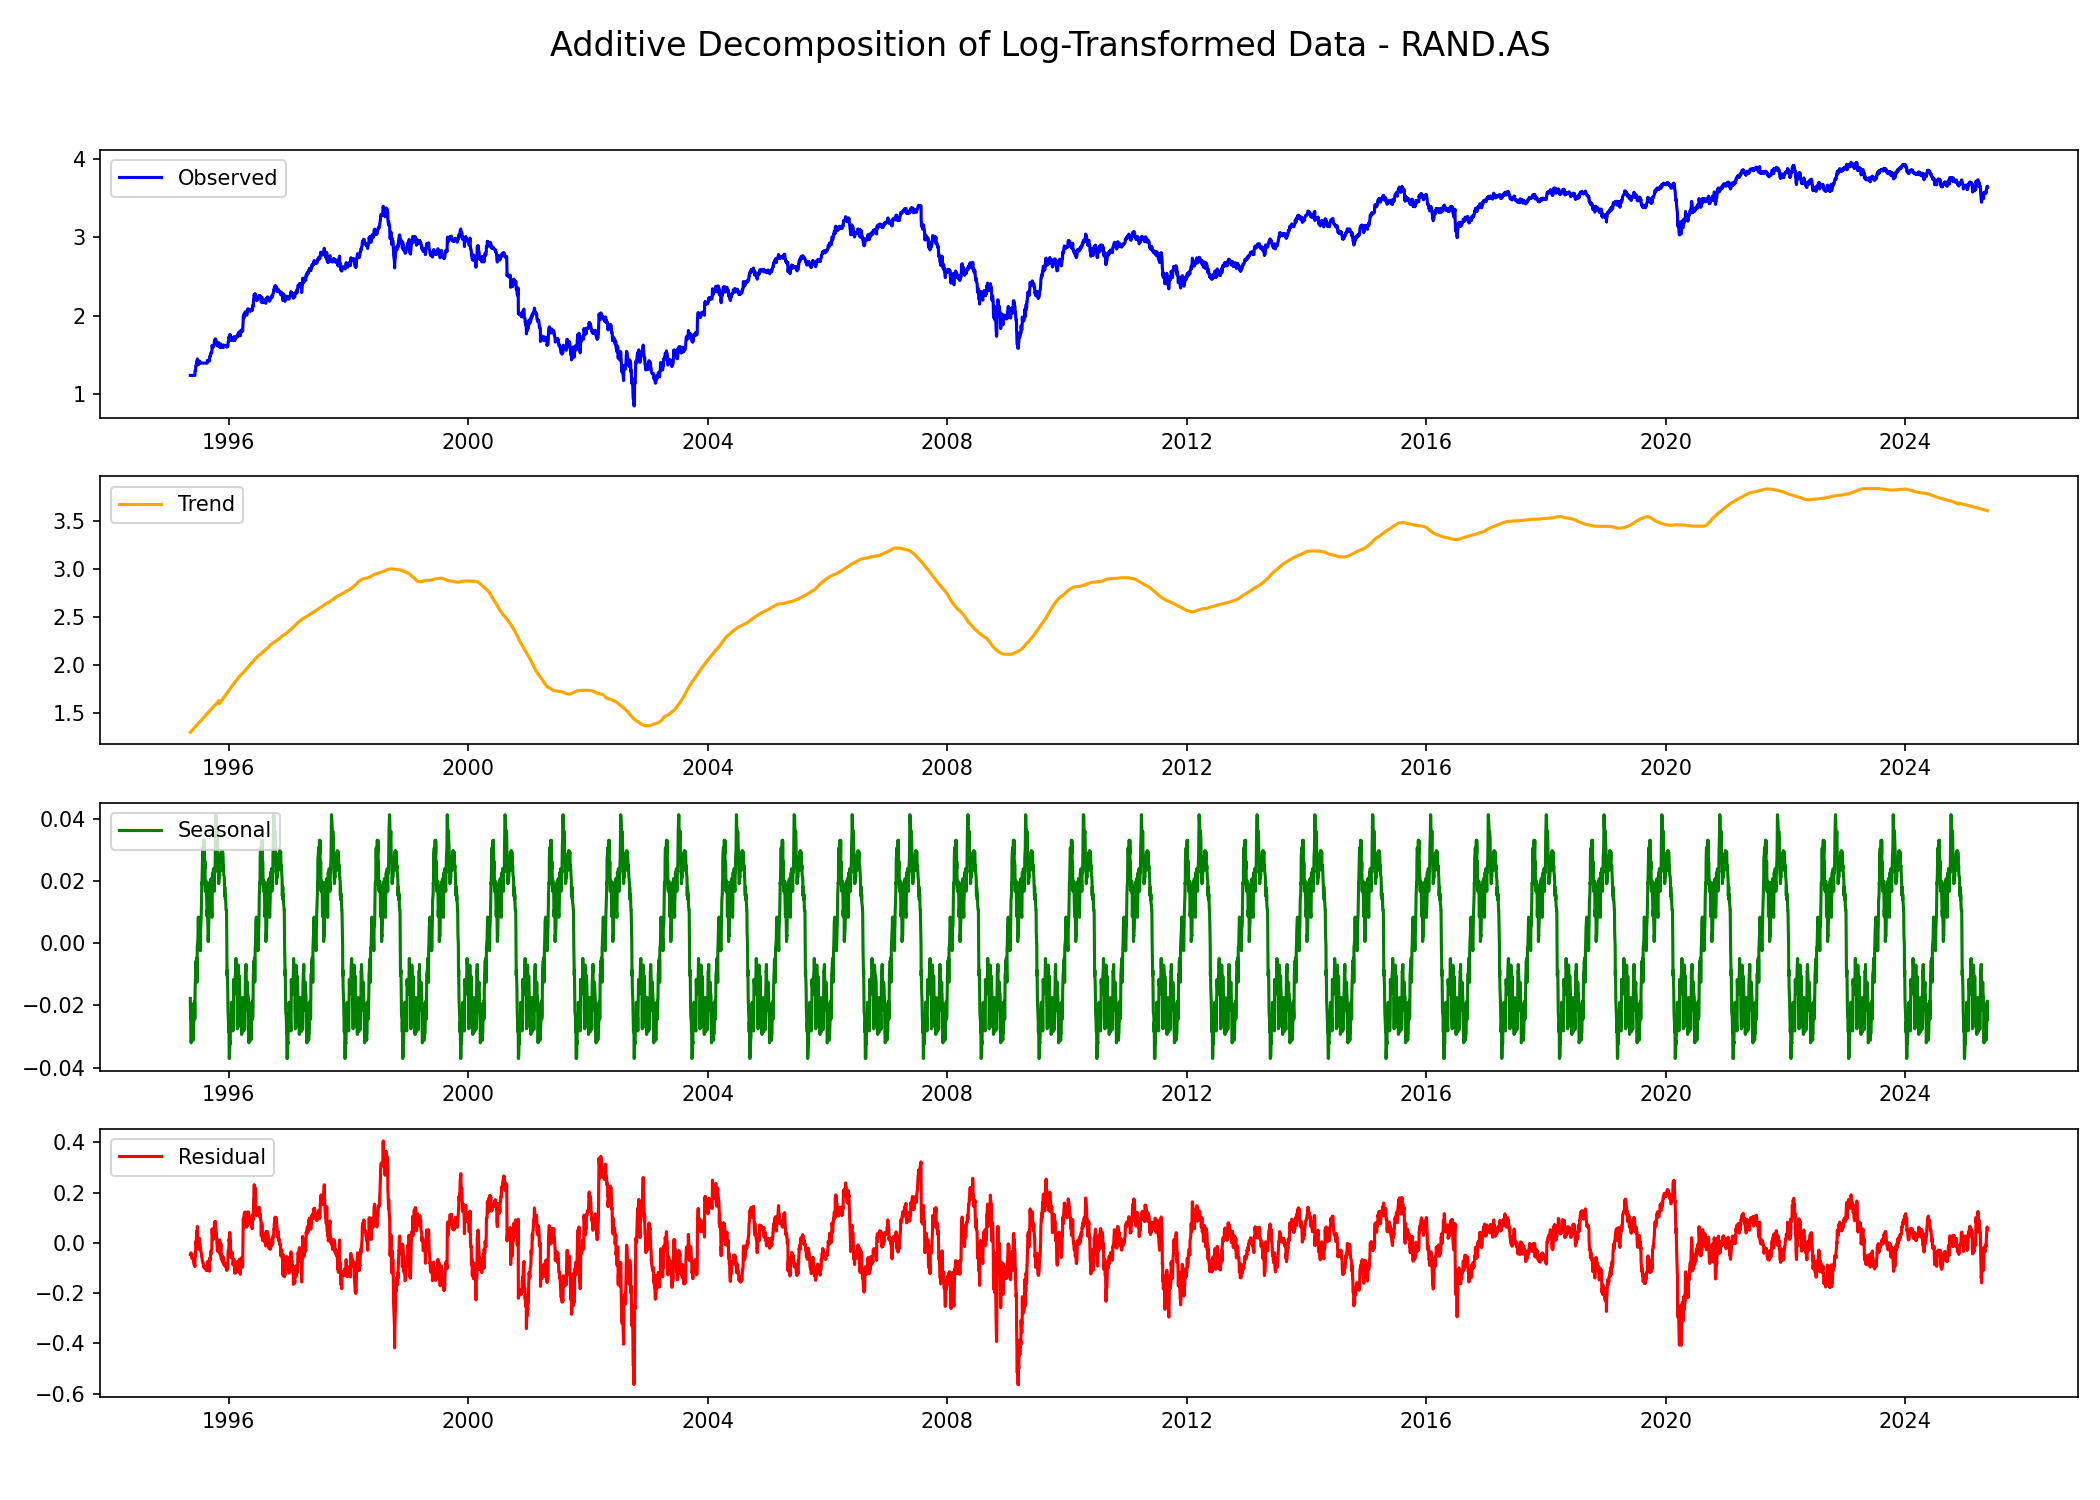 Additive Decomposition of Log-Transformed Data - RAND.AS
4
3
2
1
Observed
1996 2000 2004 2008 2012 2016 2020 2024
3.5
3.0
2.5
2.0
1.5
Trend
1996 2000 2004 2008 2012 2016 2020 2024
0.04
0.02
0.00
−0.02
−0.04
Seasonal
1996 2000 2004 2008 2012 2016 2020 2024
0.4
0.2
0.0
−0.2
−0.4
−0.6
Residual
1996 2000 2004 2008 2012 2016 2020 2024